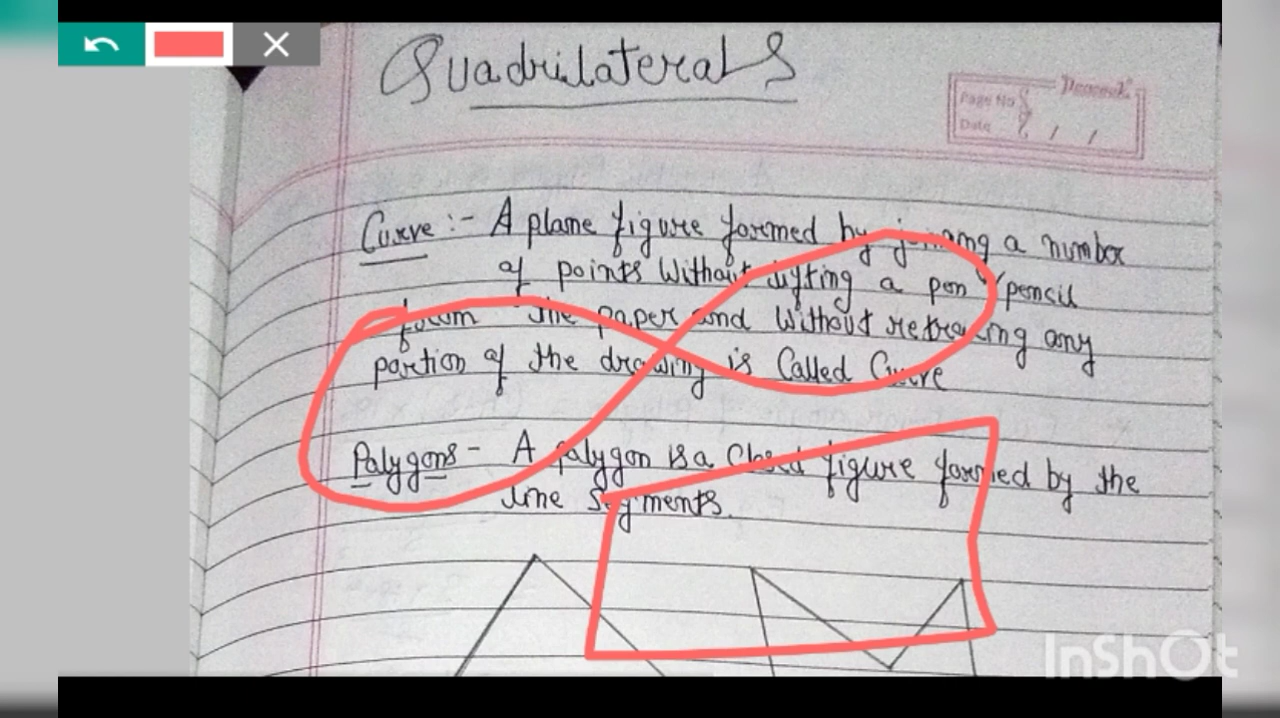 Quadrilaterals
Page No
Date / /
Curve :- A plane figure formed by joining a number
of points without lifting a pen/pencil
from the paper and without retracing any
portion of the drawing is called curve
Polygons - A polygon is a closed figure formed by the
line segments.
InShOt